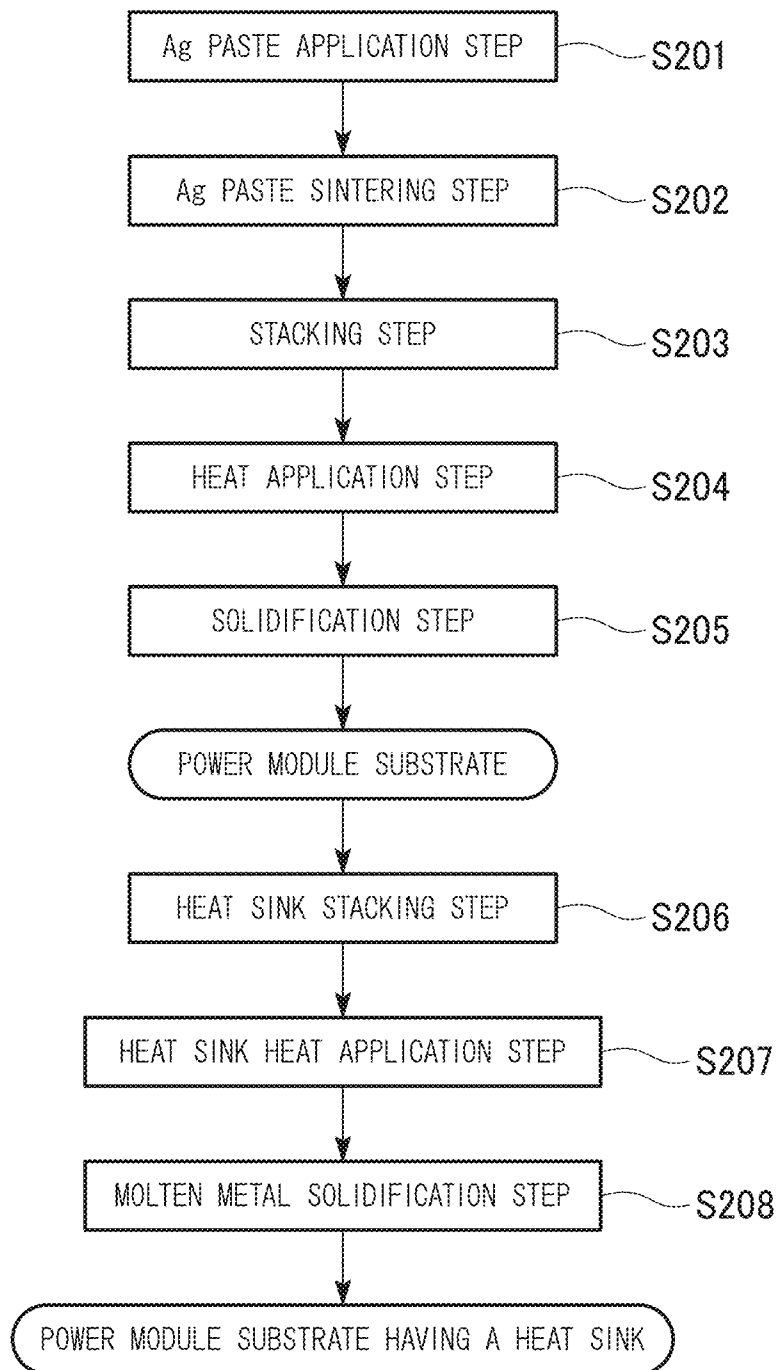 Ag PASTE APPLICATION STEP
S201
Ag PASTE SINTERING STEP
S202
STACKING STEP
S203
HEAT APPLICATION STEP
S204
SOLIDIFICATION STEP
S205
POWER MODULE SUBSTRATE
HEAT SINK STACKING STEP
S206
HEAT SINK HEAT APPLICATION STEP
S207
MOLTEN METAL SOLIDIFICATION STEP
S208
POWER MODULE SUBSTRATE HAVING A HEAT SINK